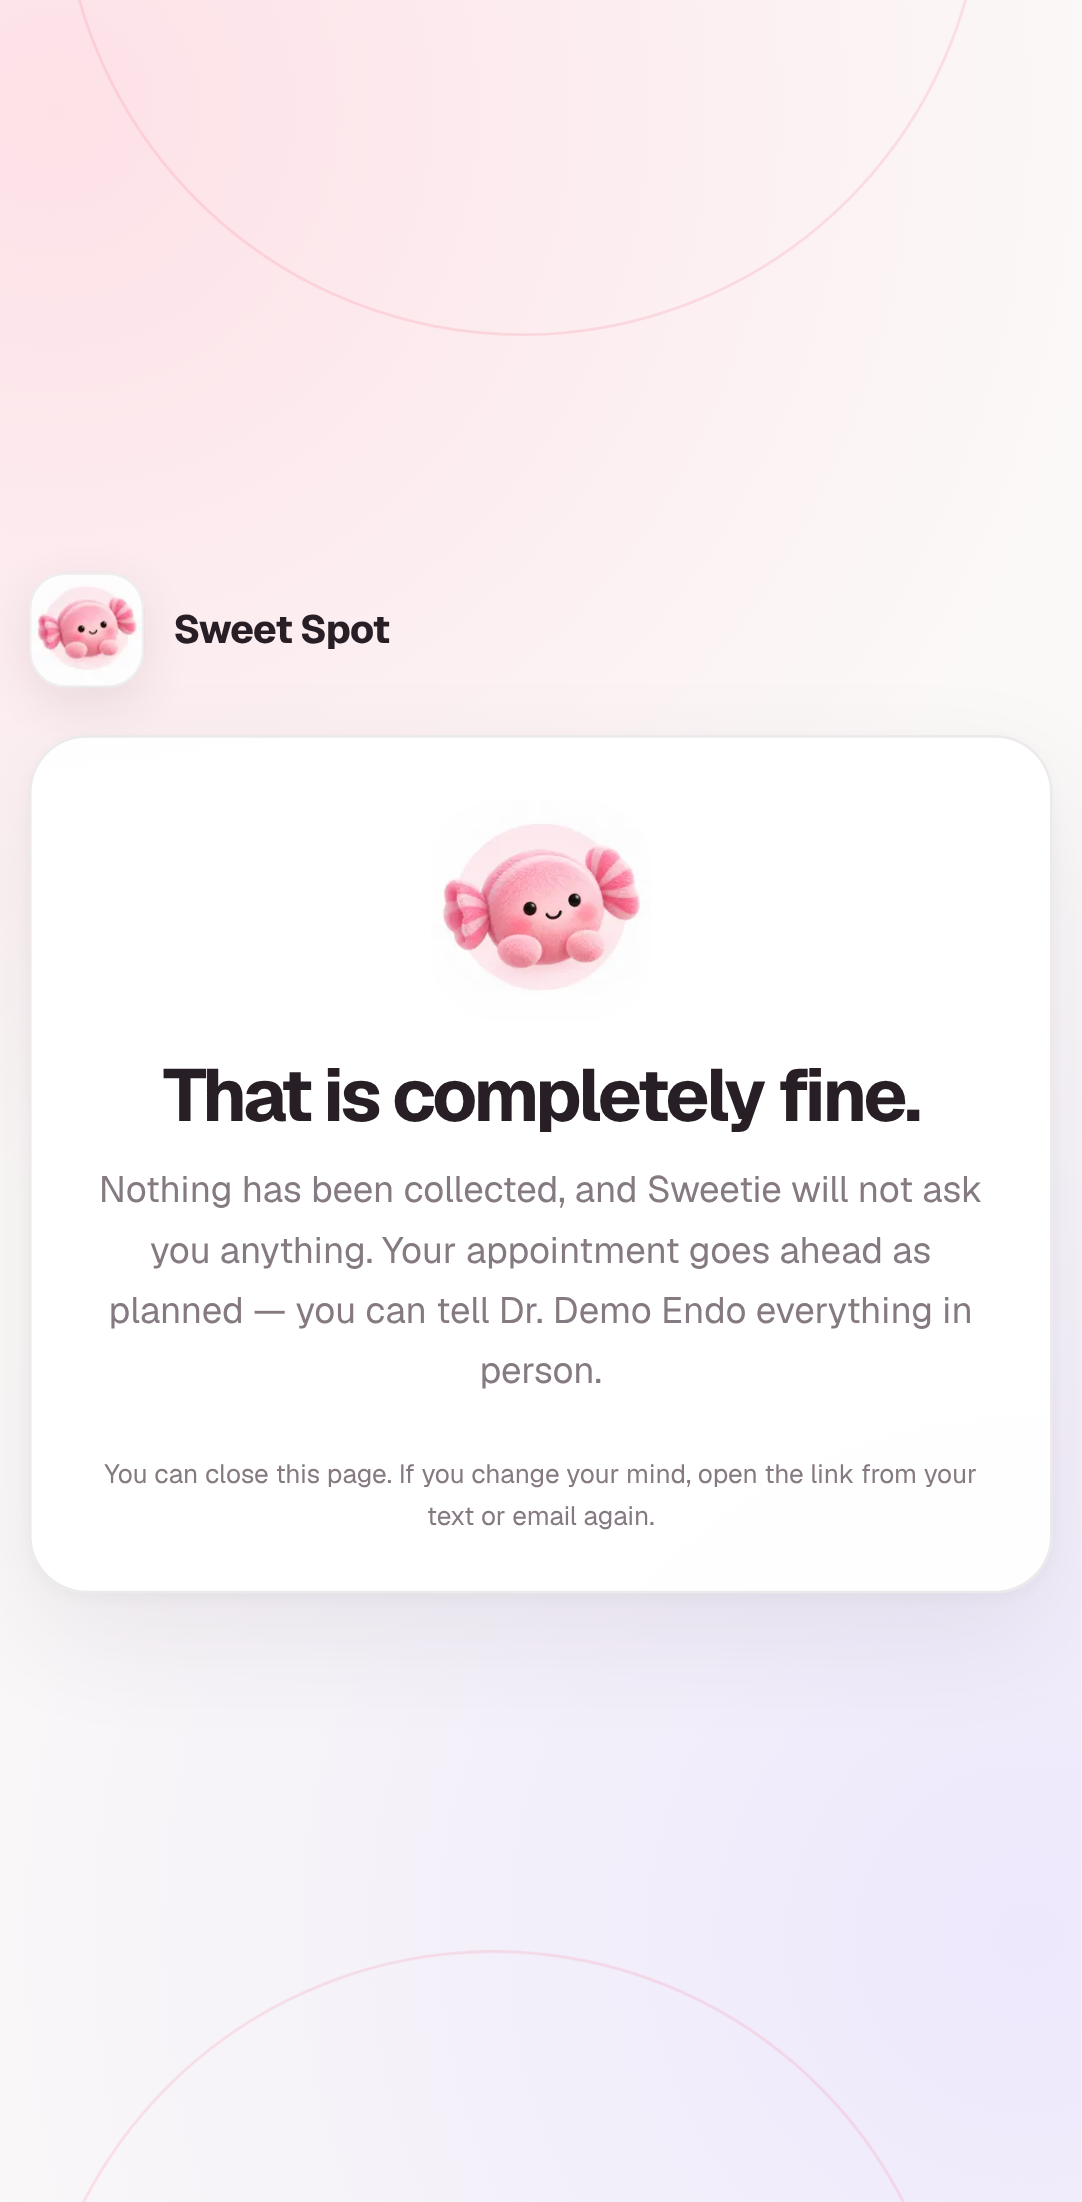 Sweet Spot
That is completely fine.
Nothing has been collected, and Sweetie will not ask
you anything. Your appointment goes ahead as
planned — you can tell Dr. Demo Endo everything in
person.
You can close this page. If you change your mind, open the link from your
text or email again.